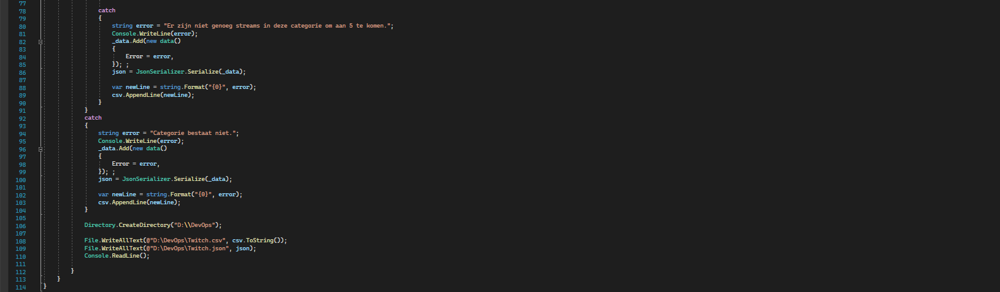 77
78 catch
79 {
80 string error = "Er zijn niet genoeg streams in deze categorie om aan 5 te komen.";
81 Console.WriteLine(error);
82 _data.Add(new data()
83 {
84 Error = error,
85 }); ;
86 json = JsonSerializer.Serialize(_data);
87
88 var newLine = string.Format("{0}", error);
89 csv.AppendLine(newLine);
90 }
91 }
92 catch
93 {
94 string error = "Categorie bestaat niet.";
95 Console.WriteLine(error);
96 _data.Add(new data()
97 {
98 Error = error,
99 }); ;
100 json = JsonSerializer.Serialize(_data);
101
102 var newLine = string.Format("{0}", error);
103 csv.AppendLine(newLine);
104 }
105
106 Directory.CreateDirectory("D:\\DevOps");
107
108 File.WriteAllText(@"D:\DevOps\Twitch.csv", csv.ToString());
109 File.WriteAllText(@"D:\DevOps\Twitch.json", json);
110 Console.ReadLine();
111
112 }
113 }
114 }